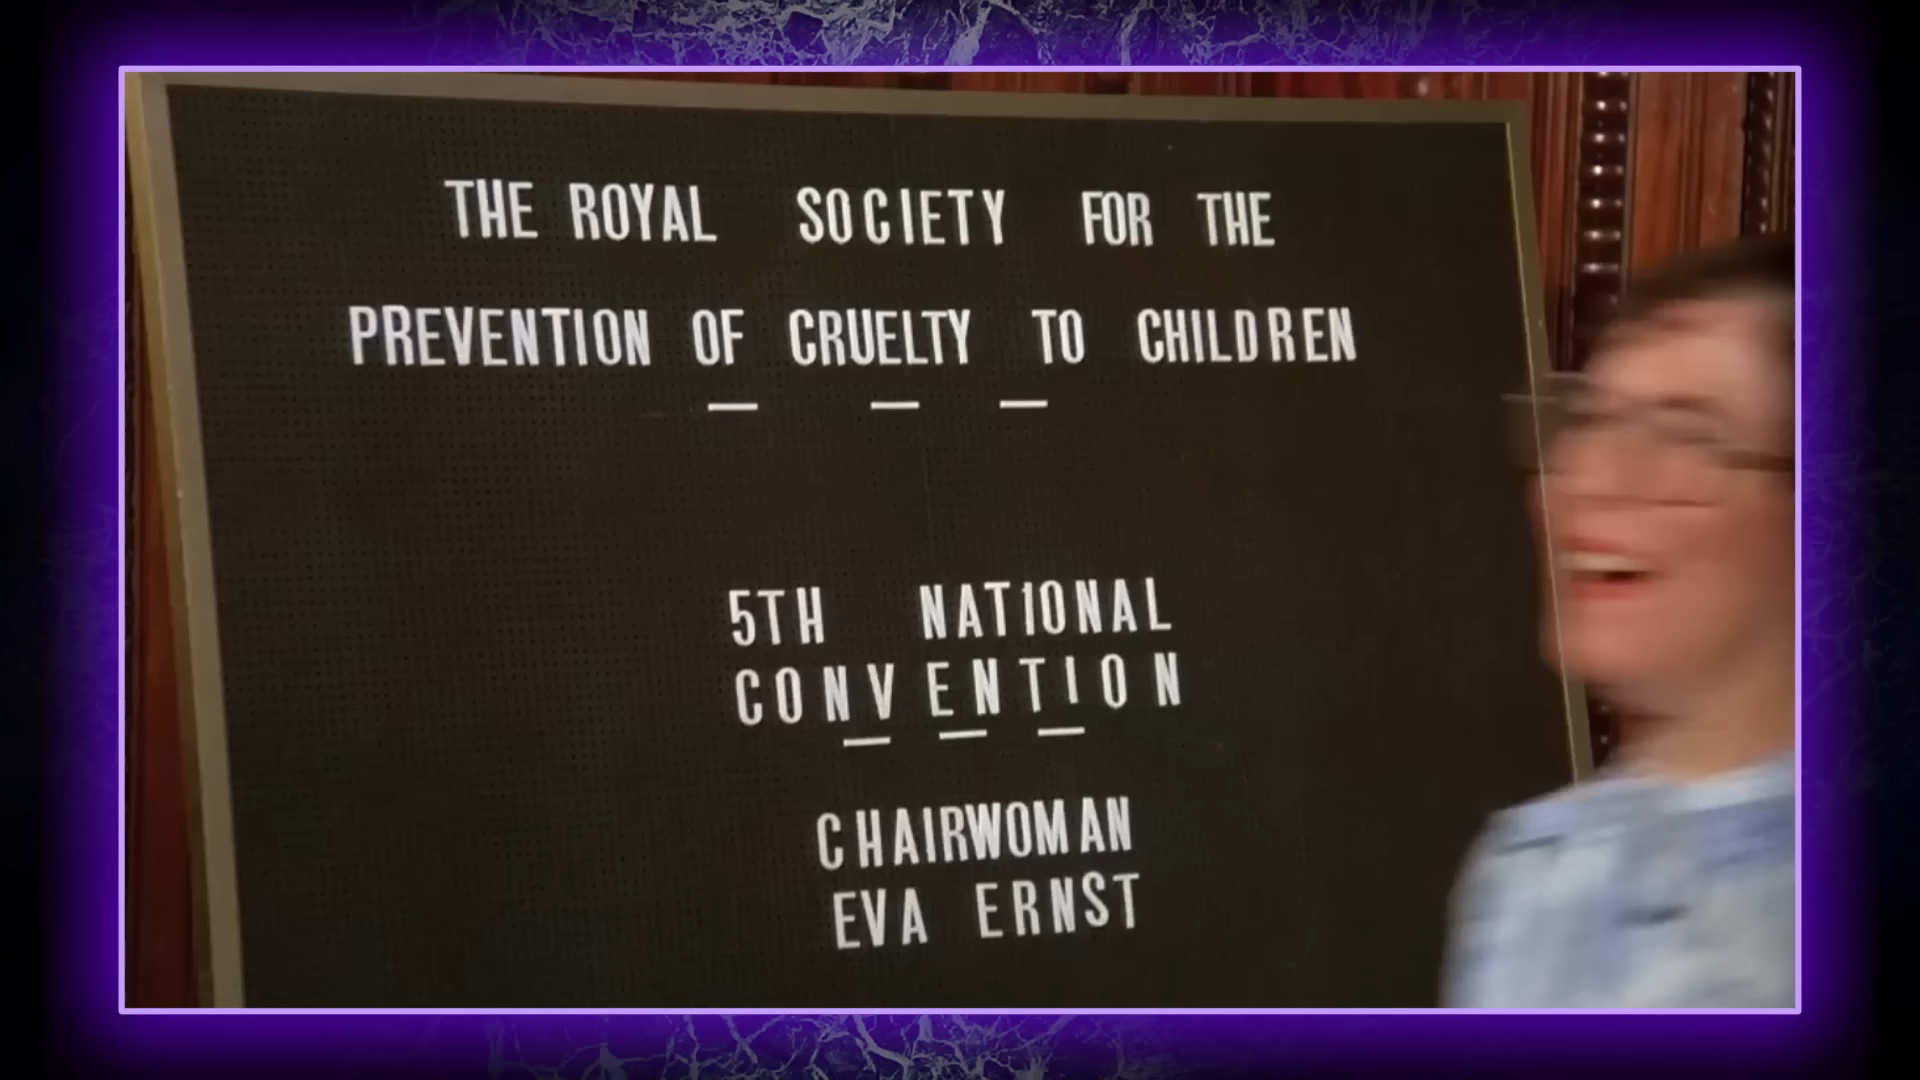 THE ROYAL SOCIETY FOR THE
PREVENTION OF CRUELTY TO CHILDREN
— — —
5TH NATIONAL
CONVENTION
— — —
CHAIRWOMAN
EVA ERNST